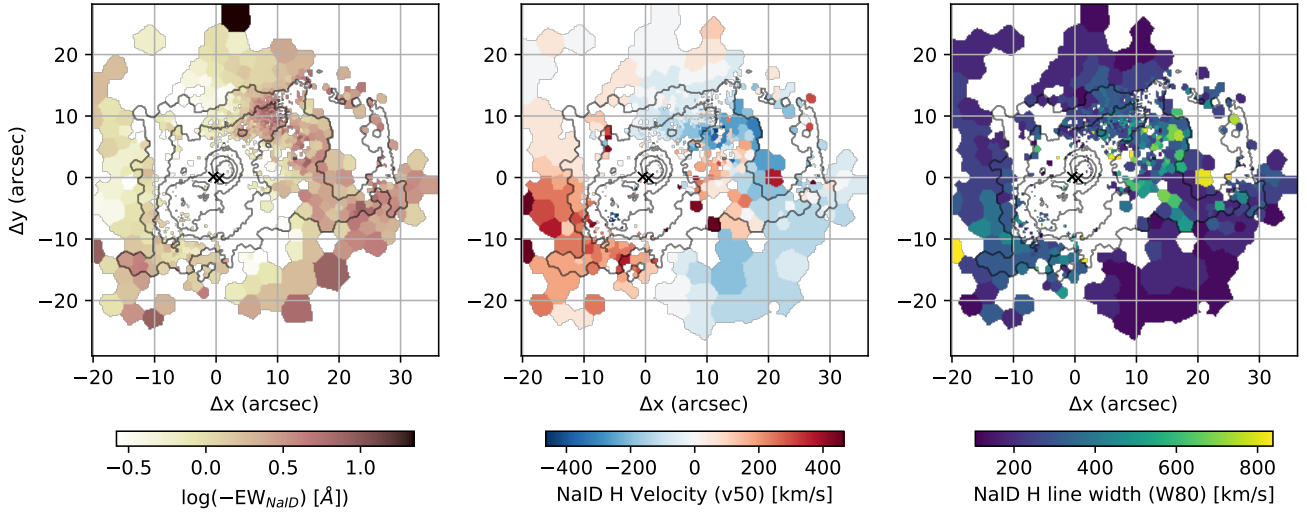 20
10
0
−10
−20
Δy (arcsec)
−20 −10 0 10 20 30
Δx (arcsec)
−0.5 0.0 0.5 1.0
log(−EW_{NaID}) [Å])
20
10
0
−10
−20
−20 −10 0 10 20 30
Δx (arcsec)
−400 −200 0 200 400
NaID H Velocity (v50) [km/s]
20
10
0
−10
−20
−20 −10 0 10 20 30
Δx (arcsec)
200 400 600 800
NaID H line width (W80) [km/s]